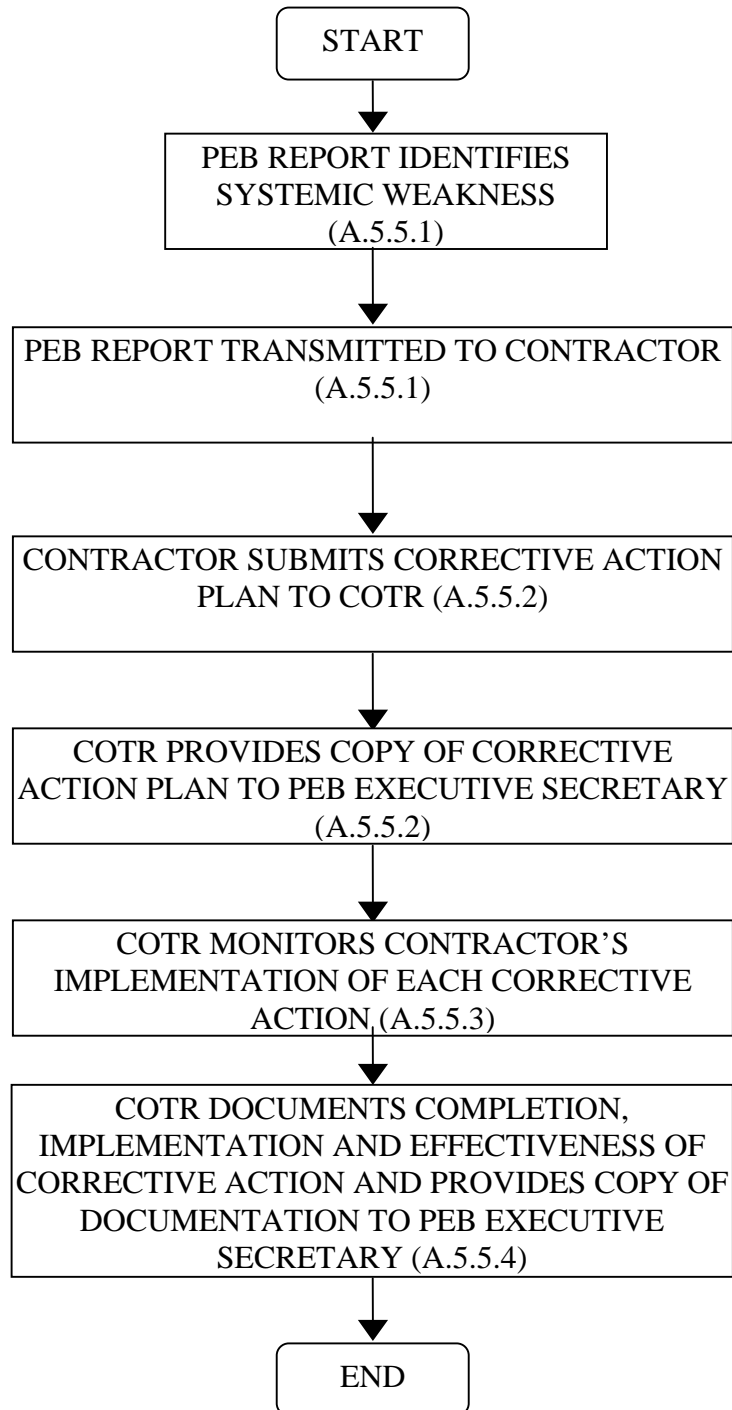 START
PEB REPORT IDENTIFIES
SYSTEMIC WEAKNESS
(A.5.5.1)
PEB REPORT TRANSMITTED TO CONTRACTOR
(A.5.5.1)
CONTRACTOR SUBMITS CORRECTIVE ACTION
PLAN TO COTR (A.5.5.2)
COTR PROVIDES COPY OF CORRECTIVE
ACTION PLAN TO PEB EXECUTIVE SECRETARY
(A.5.5.2)
COTR MONITORS CONTRACTOR’S
IMPLEMENTATION OF EACH CORRECTIVE
ACTION (A.5.5.3)
COTR DOCUMENTS COMPLETION,
IMPLEMENTATION AND EFFECTIVENESS OF
CORRECTIVE ACTION AND PROVIDES COPY OF
DOCUMENTATION TO PEB EXECUTIVE
SECRETARY (A.5.5.4)
END